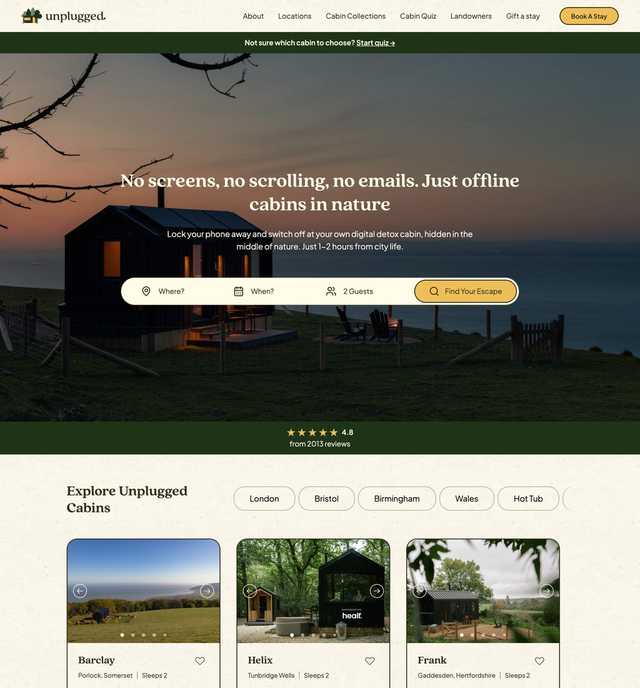 unplugged.
About Locations Cabin Collections Cabin Quiz Landowners Gift a stay Book A Stay
Not sure which cabin to choose? Start quiz →
No screens, no scrolling, no emails. Just offline
cabins in nature
Lock your phone away and switch off at your own digital detox cabin, hidden in the
middle of nature. Just 1–2 hours from city life.
Where? When? 2 Guests Find Your Escape
4.8
from 2013 reviews
Explore Unplugged
Cabins
London Bristol Birmingham Wales Hot Tub
healf.
Barclay
Porlock, Somerset | Sleeps 2
Helix
Tunbridge Wells | Sleeps 2
Frank
Gaddesden, Hertfordshire | Sleeps 2